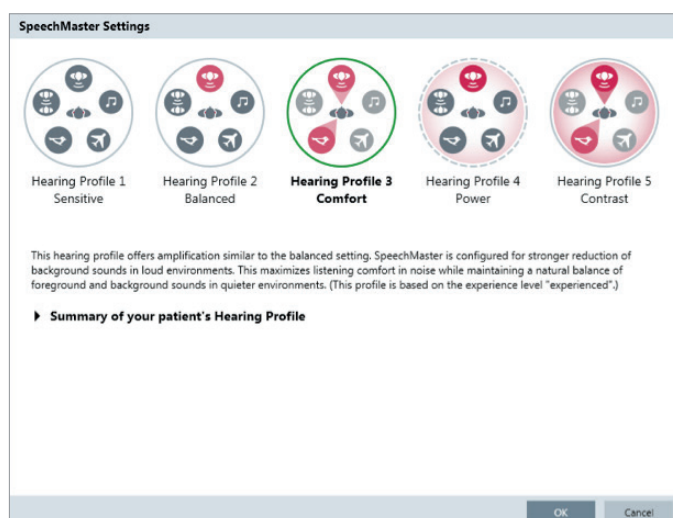 SpeechMaster Settings
Hearing Profile 1
Sensitive
Hearing Profile 2
Balanced
Hearing Profile 3
Comfort
Hearing Profile 4
Power
Hearing Profile 5
Contrast
This hearing profile offers amplification similar to the balanced setting. SpeechMaster is configured for stronger reduction of
background sounds in loud environments. This maximizes listening comfort in noise while maintaining a natural balance of
foreground and background sounds in quieter environments. (This profile is based on the experience level "experienced".)
Summary of your patient's Hearing Profile
OK
Cancel